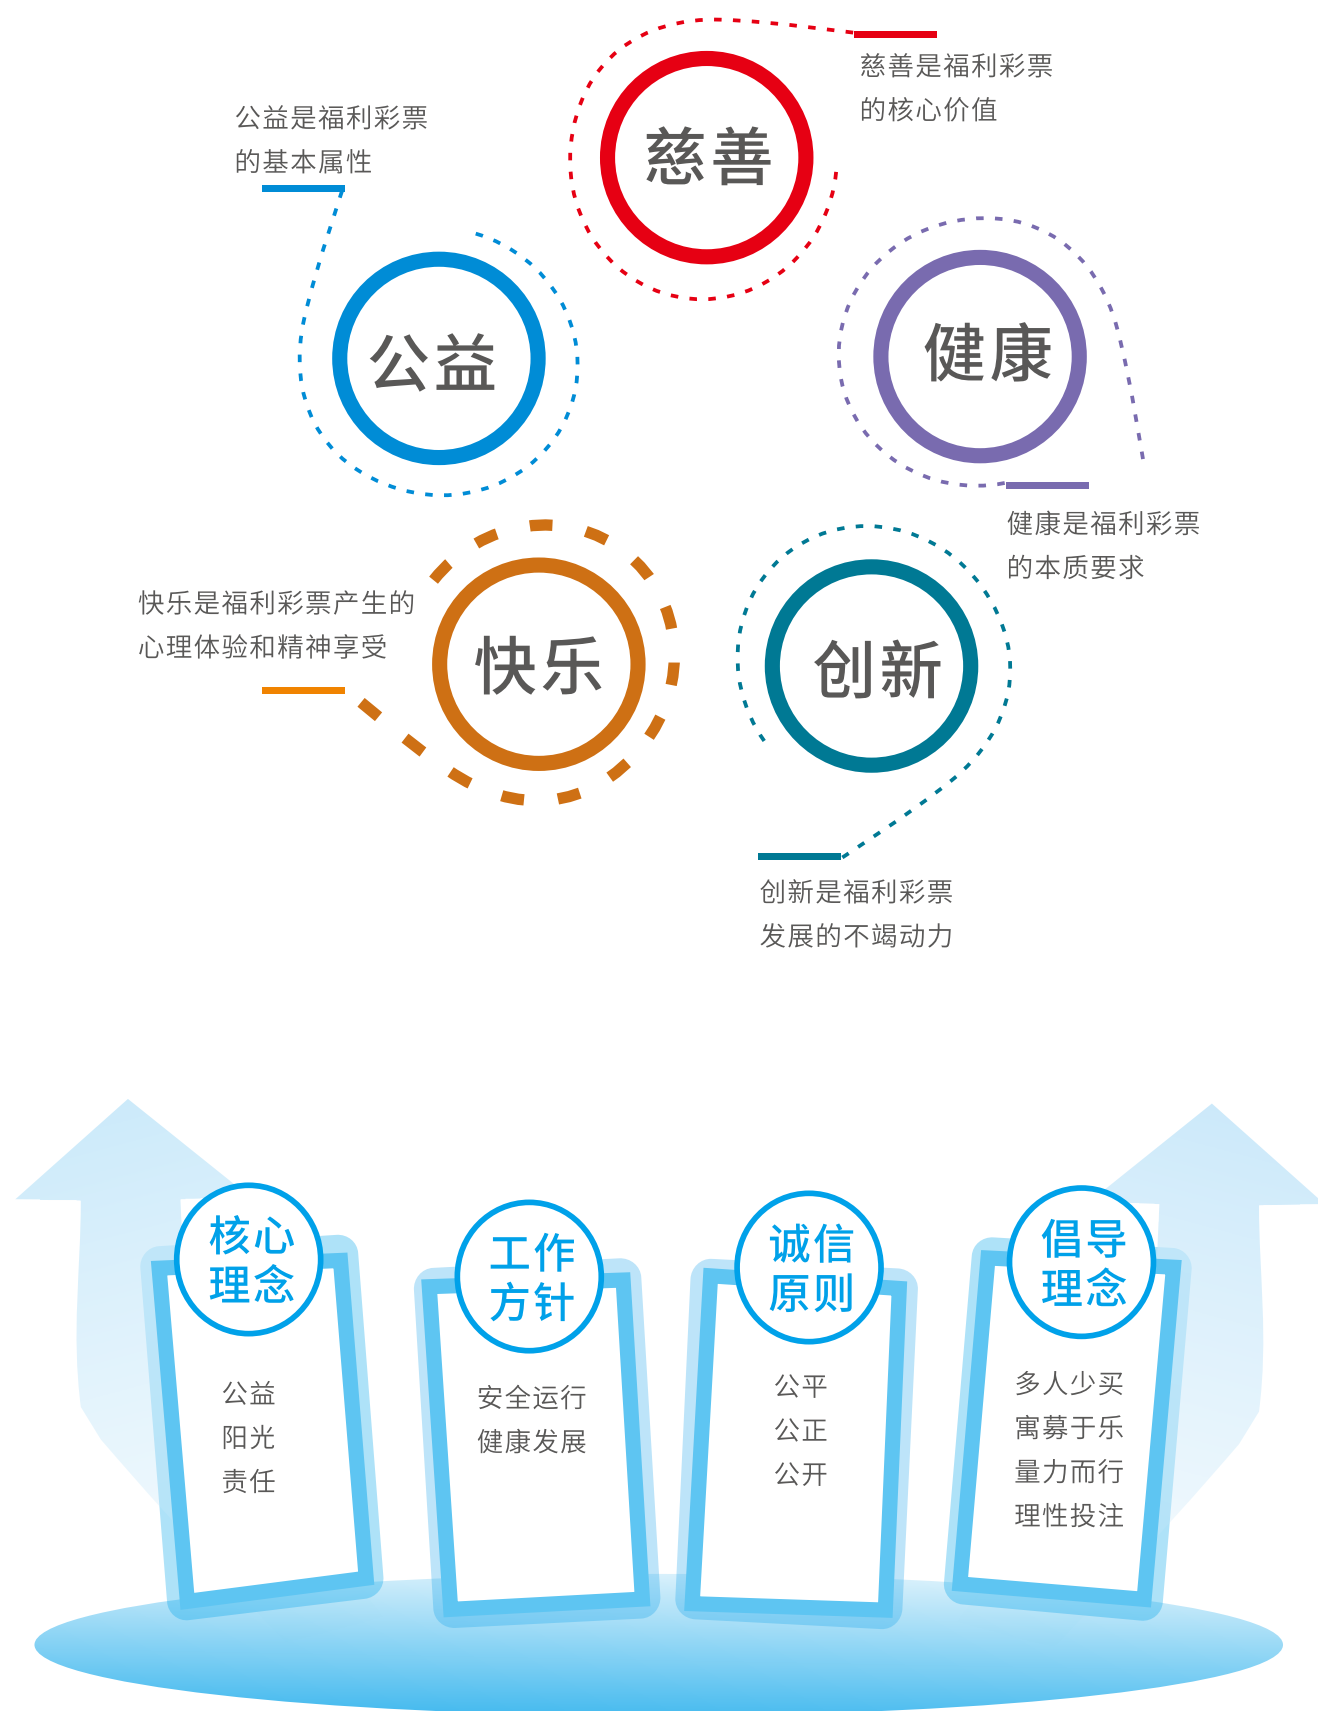 慈善
慈善是福利彩票
的核心价值
公益是福利彩票
的基本属性
公益
健康
健康是福利彩票
的本质要求
快乐是福利彩票产生的
心理体验和精神享受
快乐
创新
创新是福利彩票
发展的不竭动力
核心
理念
公益
阳光
责任
工作
方针
安全运行
健康发展
诚信
原则
公平
公正
公开
倡导
理念
多人少买
寓募于乐
量力而行
理性投注